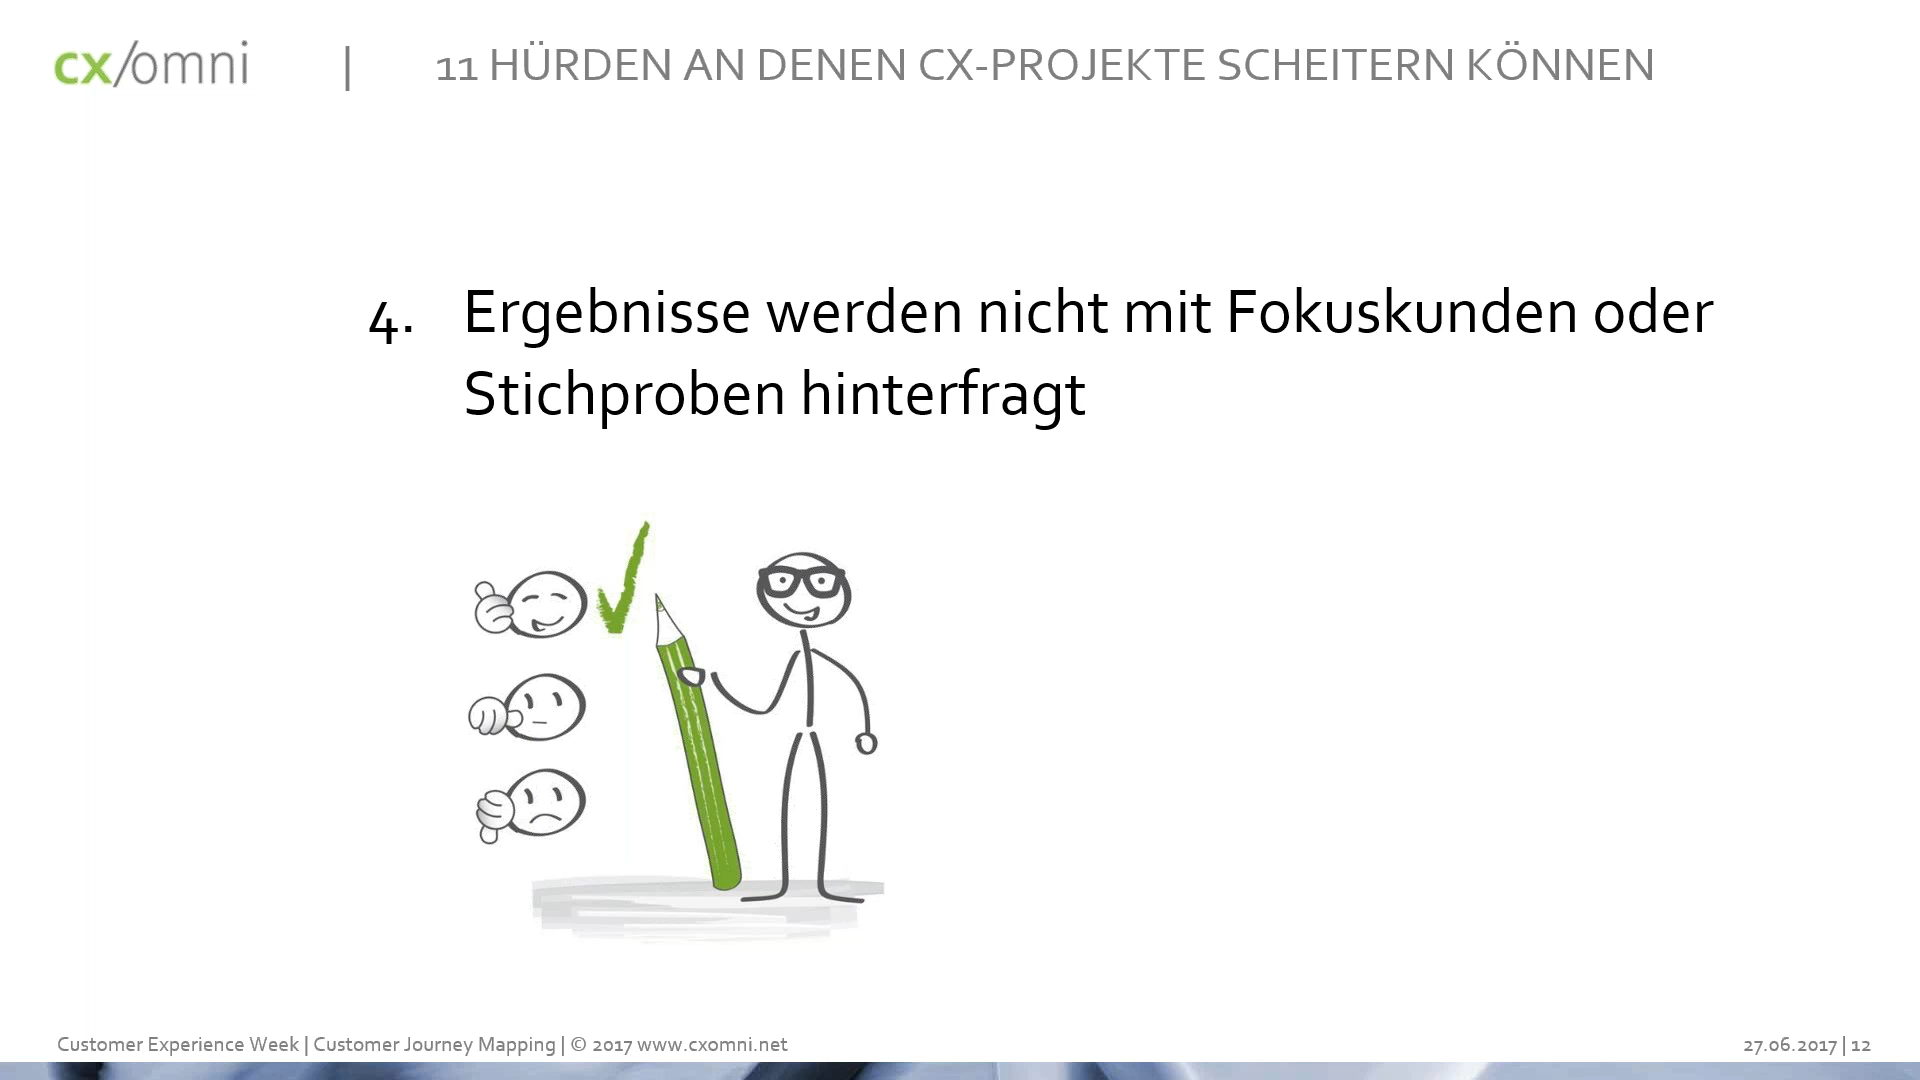 cx/omni | 11 HÜRDEN AN DENEN CX-PROJEKTE SCHEITERN KÖNNEN
4. Ergebnisse werden nicht mit Fokuskunden oder
Stichproben hinterfragt
Customer Experience Week | Customer Journey Mapping | © 2017 www.cxomni.net 27.06.2017 | 12